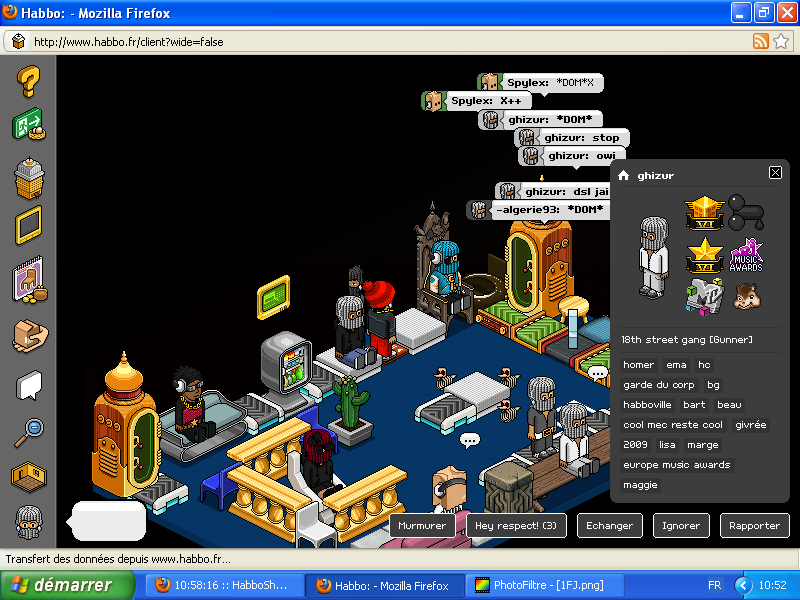 Habbo: - Mozilla Firefox
http://www.habbo.fr/client?wide=false
Spylex: *DOM*X
Spylex: X++
ghizur: *DOM*
ghizur: stop
ghizur: owi
ghizur: dsl jai
-algerie93: *DOM*
ghizur
XVI
XVI
MUSIC AWARDS
18th street gang [Gunner]
homer ema hc
garde du corp bg
habboville bart beau
cool mec reste cool givrée
2009 lisa marge
europe music awards
maggie
Murmurer
Hey respect! (3)
Echanger
Ignorer
Rapporter
Transfert des données depuis www.habbo.fr...
démarrer
10:58:16 :: HabboSh...
Habbo: - Mozilla Firefox
PhotoFiltre - [1FJ.png]
FR
10:52